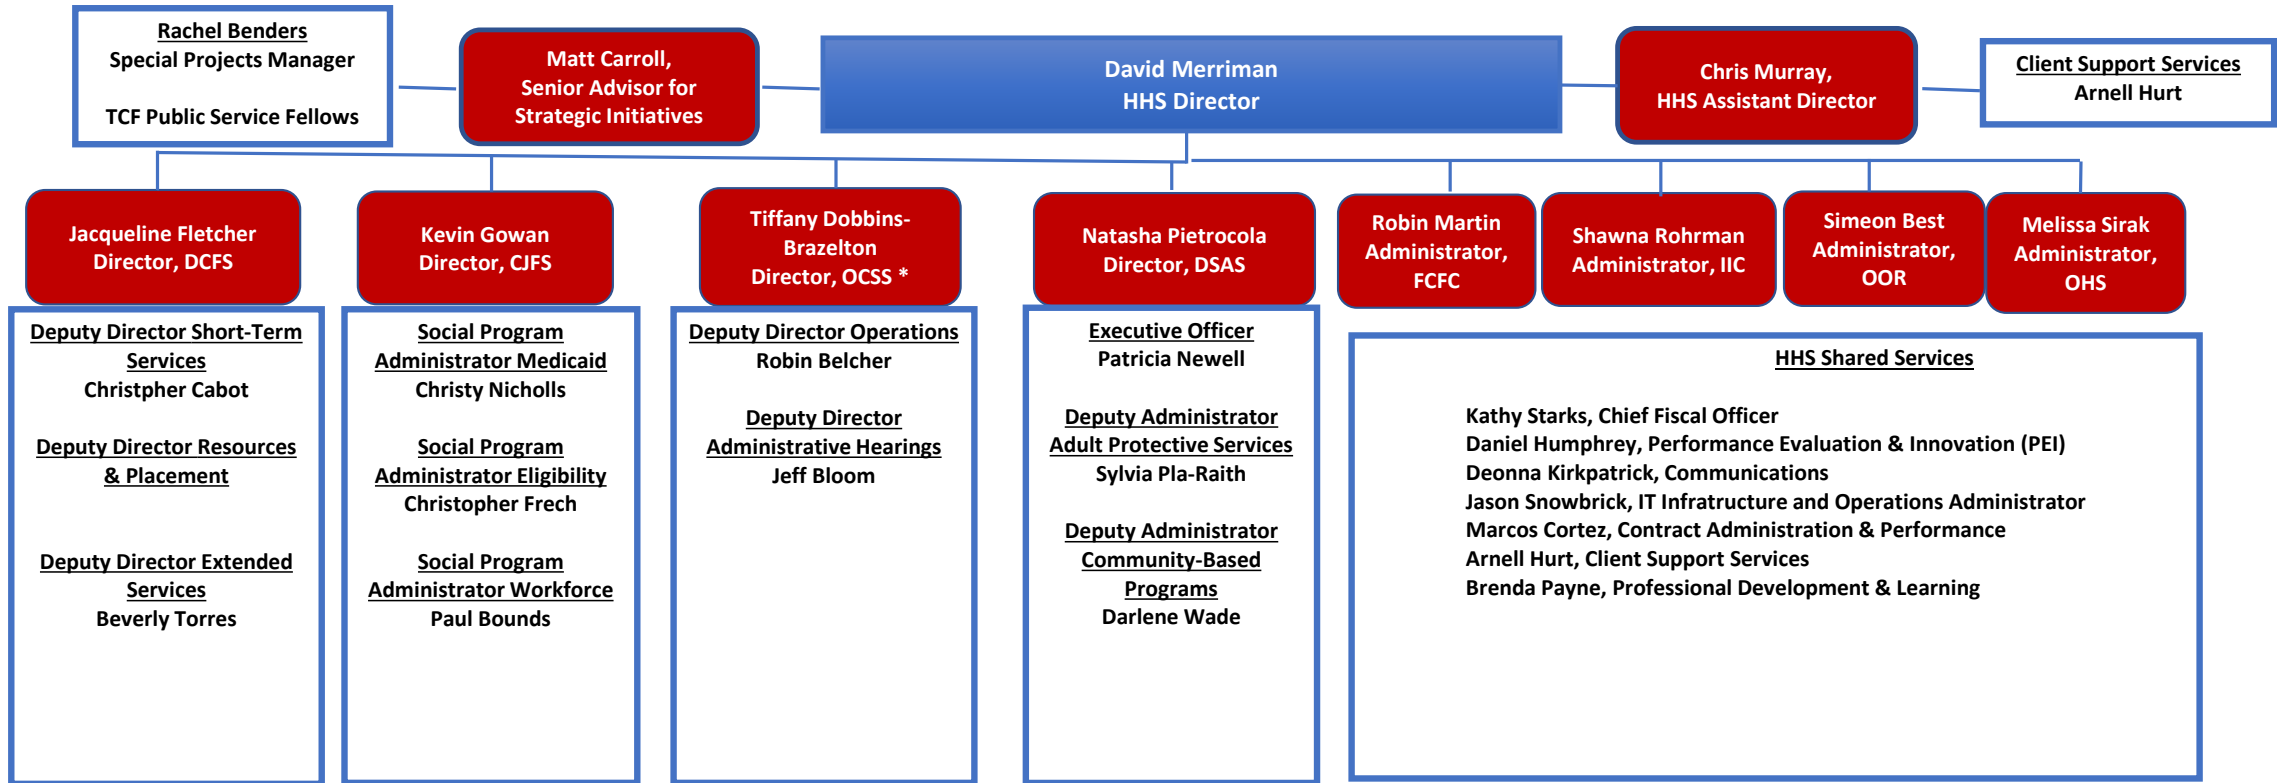 Rachel Benders
Special Projects Manager
TCF Public Service Fellows
Matt Carroll,
Senior Advisor for
Strategic Initiatives
David Merriman
HHS Director
Chris Murray,
HHS Assistant Director
Client Support Services
Arnell Hurt
Jacqueline Fletcher
Director, DCFS
Kevin Gowan
Director, CJFS
Tiffany Dobbins-
Brazelton
Director, OCSS *
Natasha Pietrocola
Director, DSAS
Robin Martin
Administrator,
FCFC
Shawna Rohrman
Administrator, IIC
Simeon Best
Administrator,
OOR
Melissa Sirak
Administrator,
OHS
Deputy Director Short-Term
Services
Christpher Cabot
Deputy Director Resources
& Placement
Deputy Director Extended
Services
Beverly Torres
Social Program
Administrator Medicaid
Christy Nicholls
Social Program
Administrator Eligibility
Christopher Frech
Social Program
Administrator Workforce
Paul Bounds
Deputy Director Operations
Robin Belcher
Deputy Director
Administrative Hearings
Jeff Bloom
Executive Officer
Patricia Newell
Deputy Administrator
Adult Protective Services
Sylvia Pla-Raith
Deputy Administrator
Community-Based
Programs
Darlene Wade
HHS Shared Services
Kathy Starks, Chief Fiscal Officer
Daniel Humphrey, Performance Evaluation & Innovation (PEI)
Deonna Kirkpatrick, Communications
Jason Snowbrick, IT Infratructure and Operations Administrator
Marcos Cortez, Contract Administration & Performance
Arnell Hurt, Client Support Services
Brenda Payne, Professional Development & Learning